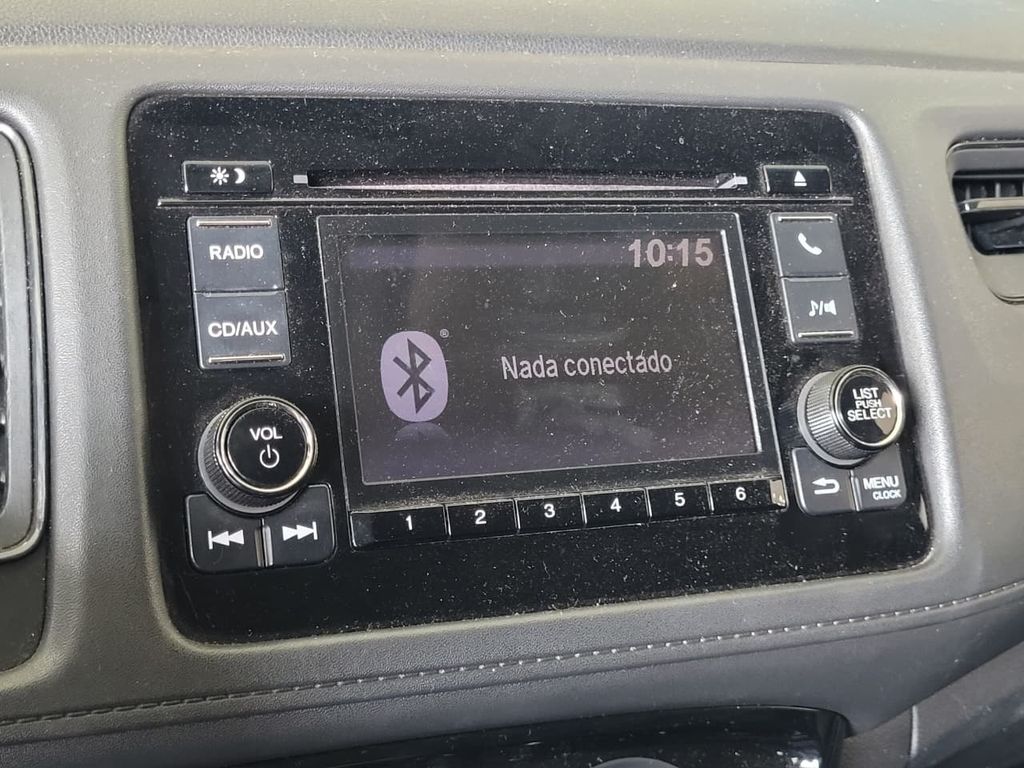 RADIO
10:15
CD/AUX
®
Nada conectado
LIST
PUSH
SELECT
VOL
MENU
CLOCK
1 2 3 4 5 6